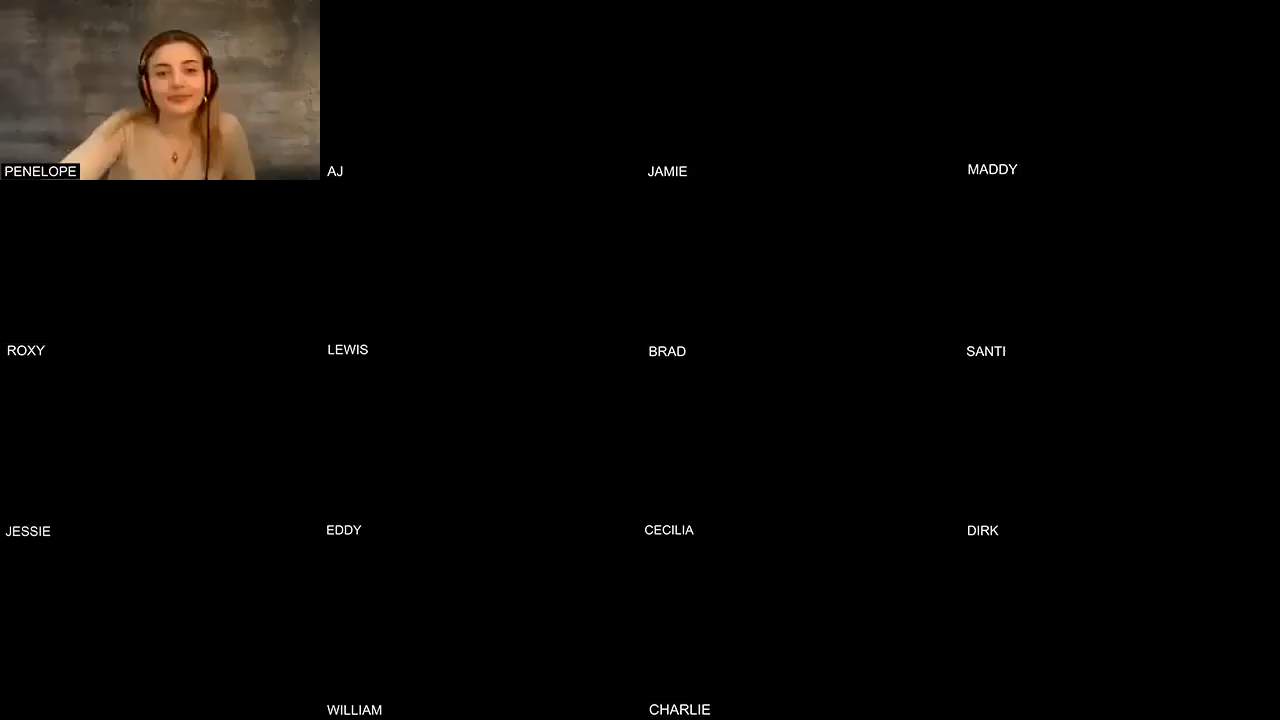 PENELOPE
AJ
JAMIE
MADDY
ROXY
LEWIS
BRAD
SANTI
JESSIE
EDDY
CECILIA
DIRK
WILLIAM
CHARLIE